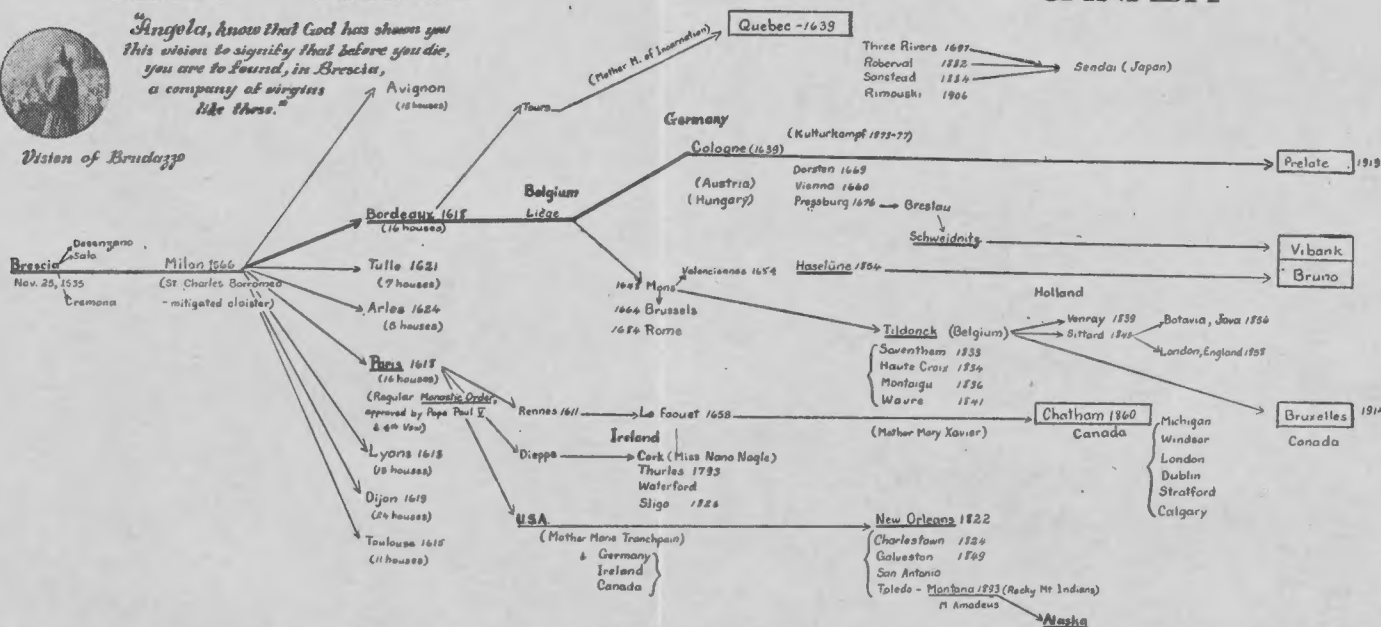 "Angela, know that God has shown you
this vision to signify that before you die,
you are to found, in Brescia,
a company of virgins
like these."
Vision of Brudazzo
Brescia
Nov. 25, 1535
Desenzano
Salo
Cremona
Milan 1566
(St. Charles Borromeo
- mitigated cloister)
Avignon
(18 houses)
Bordeaux 1618
(16 houses)
Tulle 1621
(7 houses)
Arles 1624
(8 houses)
Paris 1618
(16 houses)
(Regular Monastic Order,
approved by Pope Paul V
& 4th Vow)
Lyons 1615
Dijon 1619
(24 houses)
Toulouse 1615
(11 houses)
Tours
(Mother M. of Incarnation)
Quebec - 1639
Three Rivers 1697
Roberval 1882
Stanstead 1884
Rimouski 1906
Sendai (Japan)
Belgium
Liège
Germany
Cologne (1639)
(Kulturkampf 1873-77)
(Austria)
(Hungary)
Dorsten 1669
Vienna 1660
Pressburg 1676
Breslau
Schweidnitz
Haselüne 1854
Prelate 1919
Vibank
Bruno
Mons
Valenciennes 1654
1664 Brussels
1684 Rome
Tildonck (Belgium)
Saventhem 1833
Haute Croix 1834
Montaigu 1836
Wavre 1841
Holland
Venray 1839
Sittard 1845
Batavia, Java 1856
London, England 1858
Bruxelles 1914
Canada
Rennes 1611
Le Faouet 1658
(Mother Mary Xavier)
Chatham 1860
Canada
Michigan
Windsor
London
Dublin
Stratford
Calgary
Dieppe
Ireland
Cork (Miss Nano Nagle)
Thurles 1793
Waterford
Sligo 1826
U.S.A.
(Mother Marie Tranchpain)
& Germany
Ireland
Canada
New Orleans 1822
Charlestown 1824
Galveston 1849
San Antonio
Toledo - Montana 1893 (Rocky Mt Indians)
M Amadeus
Alaska